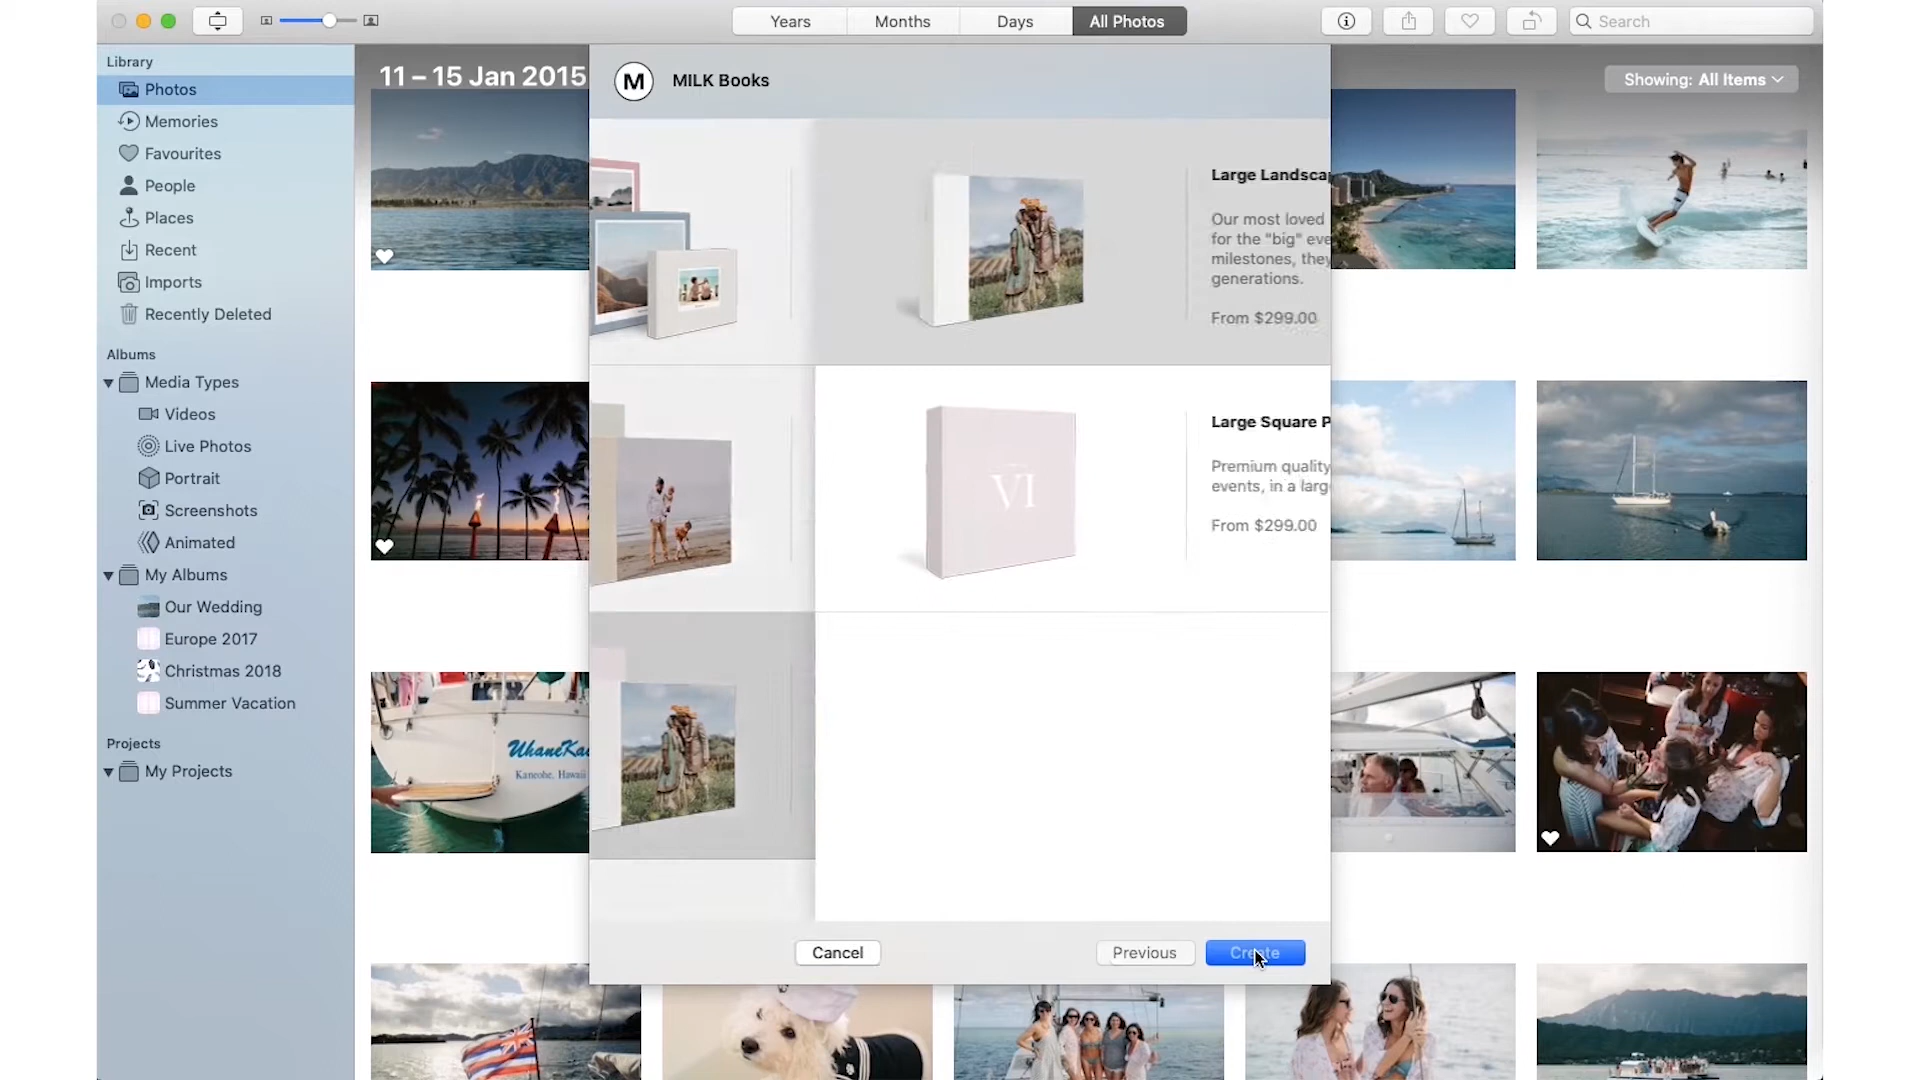 Years
Months
Days
All Photos
Search
Library
Photos
Memories
Favourites
People
Places
Recent
Imports
Recently Deleted
Albums
Media Types
Videos
Live Photos
Portrait
Screenshots
Animated
My Albums
Our Wedding
Europe 2017
Christmas 2018
Summer Vacation
Projects
My Projects
11 – 15 Jan 2015
Showing: All Items
M
MILK Books
Large Landsca
Our most loved
for the "big" eve
milestones, they
generations.
From $299.00
VI
Large Square P
Premium quality
events, in a larg
From $299.00
Kaneohe, Hawaii
Cancel
Previous
Create